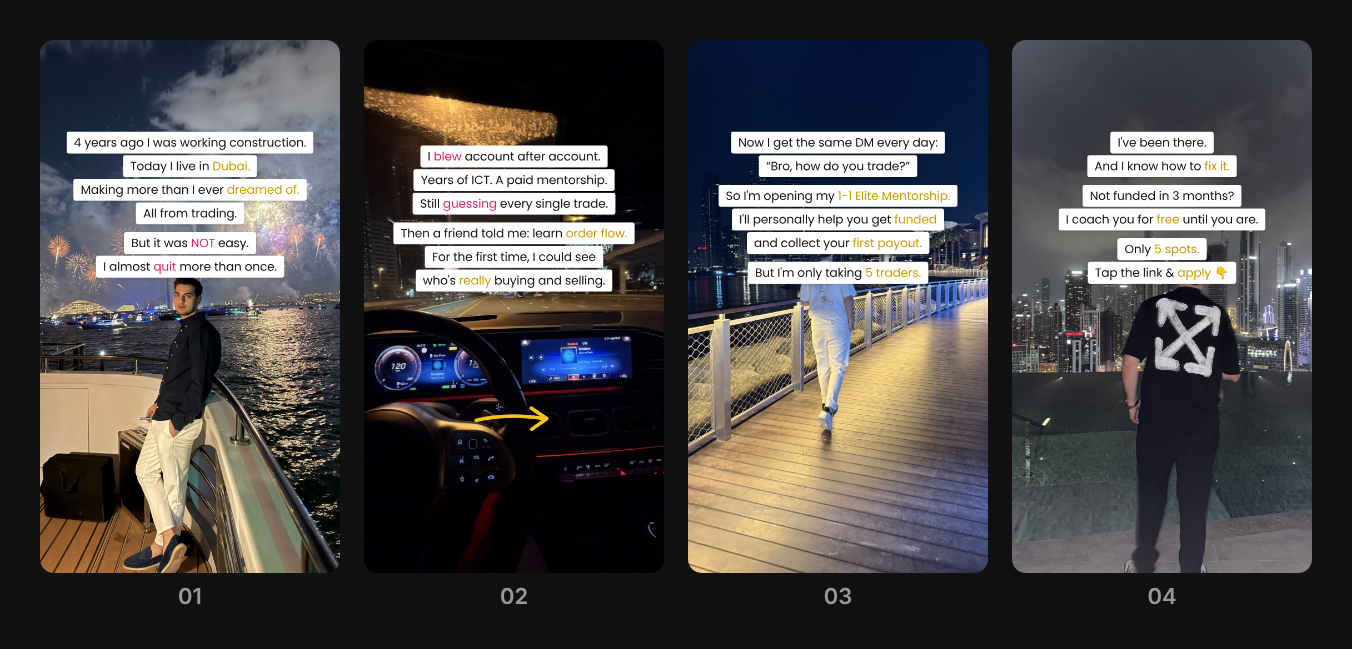 4 years ago I was working construction.
Today I live in Dubai.
Making more than I ever dreamed of.
All from trading.
But it was NOT easy.
I almost quit more than once.
01
I blew account after account.
Years of ICT. A paid mentorship.
Still guessing every single trade.
Then a friend told me: learn order flow.
For the first time, I could see
who's really buying and selling.
120
02
Now I get the same DM every day:
“Bro, how do you trade?”
So I'm opening my 1-1 Elite Mentorship.
I'll personally help you get funded
and collect your first payout.
But I'm only taking 5 traders.
03
I've been there.
And I know how to fix it.
Not funded in 3 months?
I coach you for free until you are.
Only 5 spots.
Tap the link & apply 👇
04